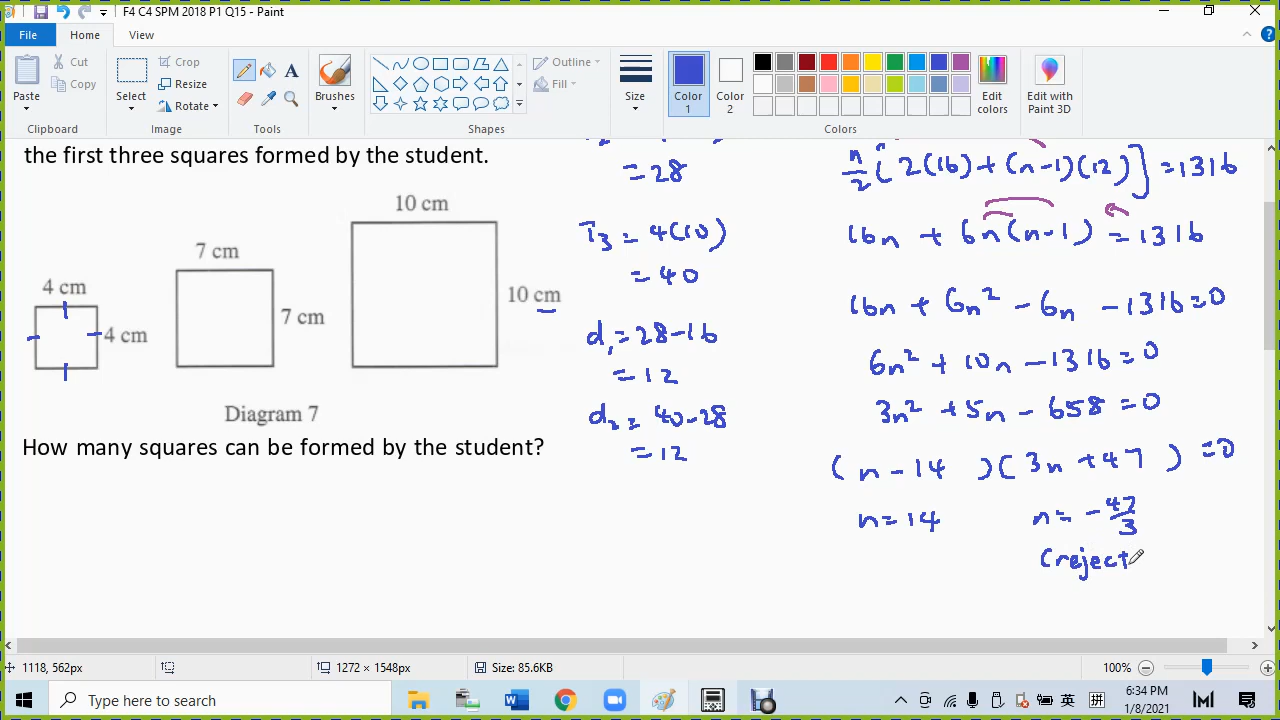 F4 C4 SPM 2018 P1 Q15 - Paint
File
Home
View
Paste
Cut
Copy
Clipboard
Select
Crop
Resize
Rotate
Image
Tools
Brushes
Shapes
Outline
Fill
Size
Color 1
Color 2
Edit colors
Edit with Paint 3D
Colors
the first three squares formed by the student.
4 cm
4 cm
7 cm
7 cm
10 cm
10 cm
Diagram 7
How many squares can be formed by the student?
= 28
T₃ = 4(10)
= 40
d₁ = 28-16
= 12
d₂ = 40-28
= 12
n/2 [2(16) + (n-1)(12)] = 1316
16n + 6n(n-1) = 1316
16n + 6n² - 6n - 1316 = 0
6n² + 10n - 1316 = 0
3n² + 5n - 658 = 0
(n - 14 )(3n + 47 ) = 0
n = 14 n = -47/3
(reject
1118, 562px
1272 × 1548px
Size: 85.6KB
100%
Type here to search
英
拼
6:34 PM
1/8/2021